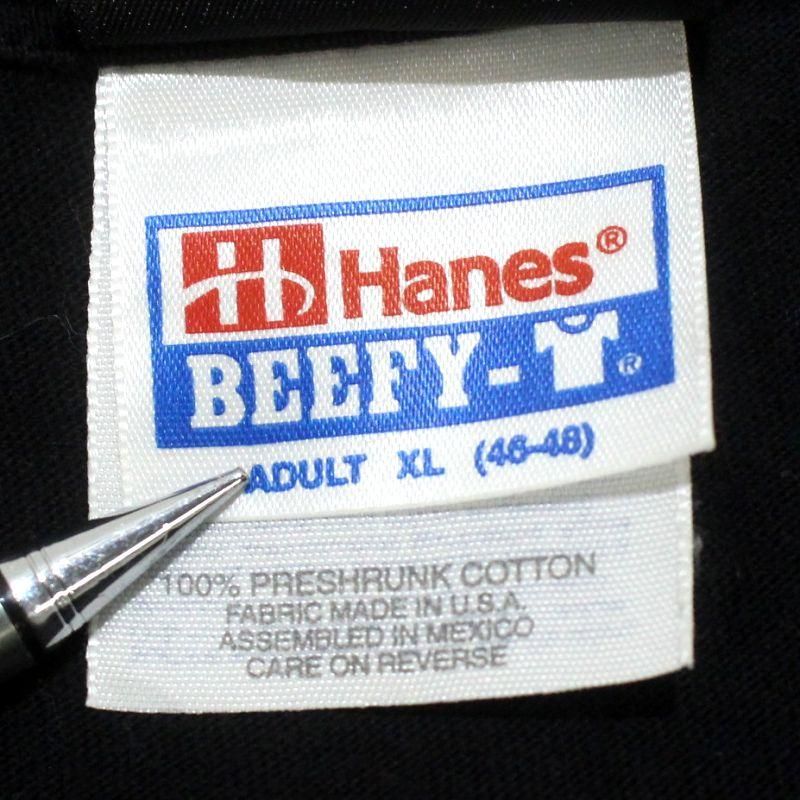 Hanes®
BEEFY-T®
ADULT XL (46-48)
100% PRESHRUNK COTTON
FABRIC MADE IN U.S.A.
ASSEMBLED IN MEXICO
CARE ON REVERSE